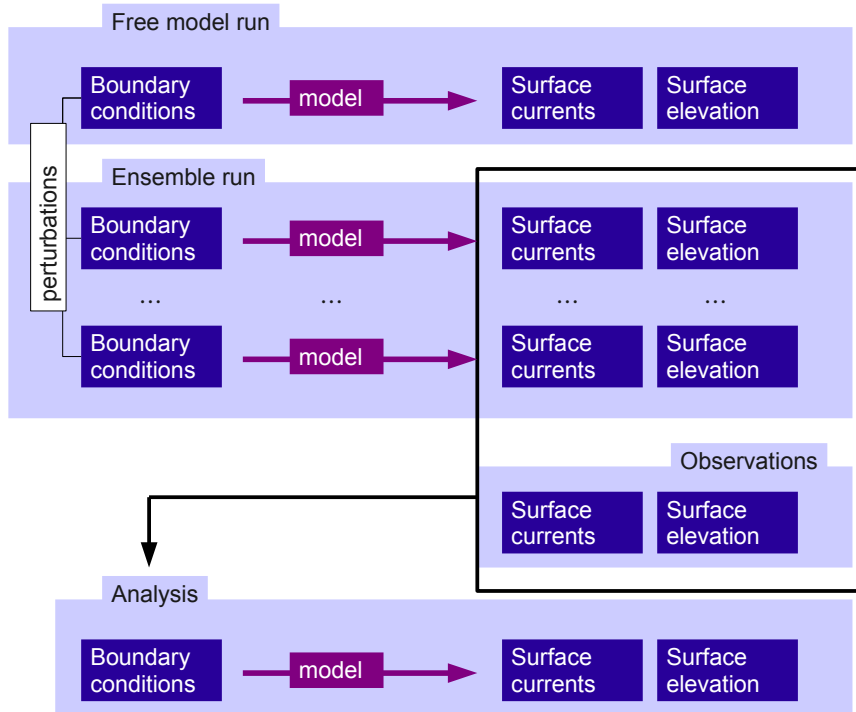 Free model run
Boundary
conditions
model
Surface
currents
Surface
elevation
perturbations
Ensemble run
Boundary
conditions
model
Surface
currents
Surface
elevation
...
...
...
...
Boundary
conditions
model
Surface
currents
Surface
elevation
Observations
Surface
currents
Surface
elevation
Analysis
Boundary
conditions
model
Surface
currents
Surface
elevation